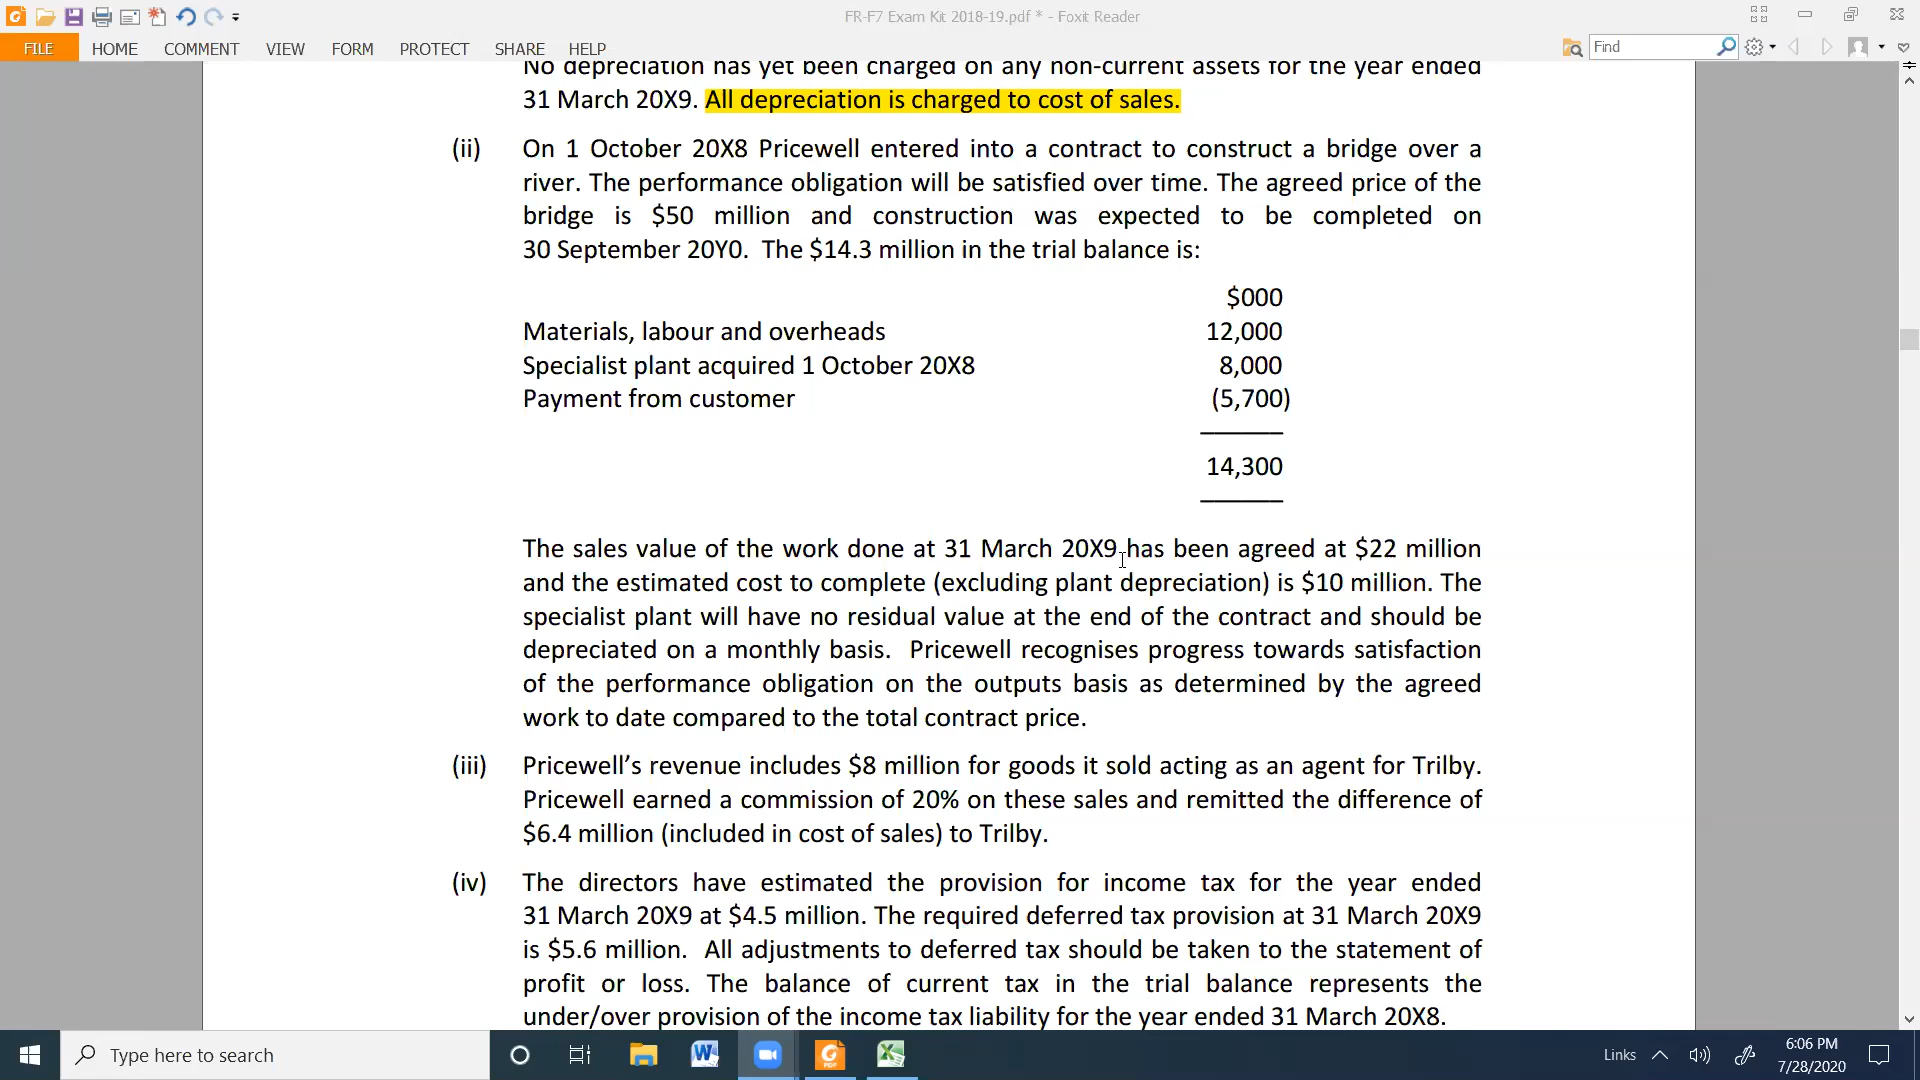 FR-F7 Exam Kit 2018-19.pdf * - Foxit Reader
FILE HOME COMMENT VIEW FORM PROTECT SHARE HELP Find
No depreciation has yet been charged on any non-current assets for the year ended
31 March 20X9. All depreciation is charged to cost of sales.
(ii) On 1 October 20X8 Pricewell entered into a contract to construct a bridge over a
river. The performance obligation will be satisfied over time. The agreed price of the
bridge is $50 million and construction was expected to be completed on
30 September 20Y0. The $14.3 million in the trial balance is:
$000
Materials, labour and overheads 12,000
Specialist plant acquired 1 October 20X8 8,000
Payment from customer (5,700)
14,300
The sales value of the work done at 31 March 20X9 has been agreed at $22 million
and the estimated cost to complete (excluding plant depreciation) is $10 million. The
specialist plant will have no residual value at the end of the contract and should be
depreciated on a monthly basis. Pricewell recognises progress towards satisfaction
of the performance obligation on the outputs basis as determined by the agreed
work to date compared to the total contract price.
(iii) Pricewell’s revenue includes $8 million for goods it sold acting as an agent for Trilby.
Pricewell earned a commission of 20% on these sales and remitted the difference of
$6.4 million (included in cost of sales) to Trilby.
(iv) The directors have estimated the provision for income tax for the year ended
31 March 20X9 at $4.5 million. The required deferred tax provision at 31 March 20X9
is $5.6 million. All adjustments to deferred tax should be taken to the statement of
profit or loss. The balance of current tax in the trial balance represents the
under/over provision of the income tax liability for the year ended 31 March 20X8.
Type here to search
Links
6:06 PM
7/28/2020